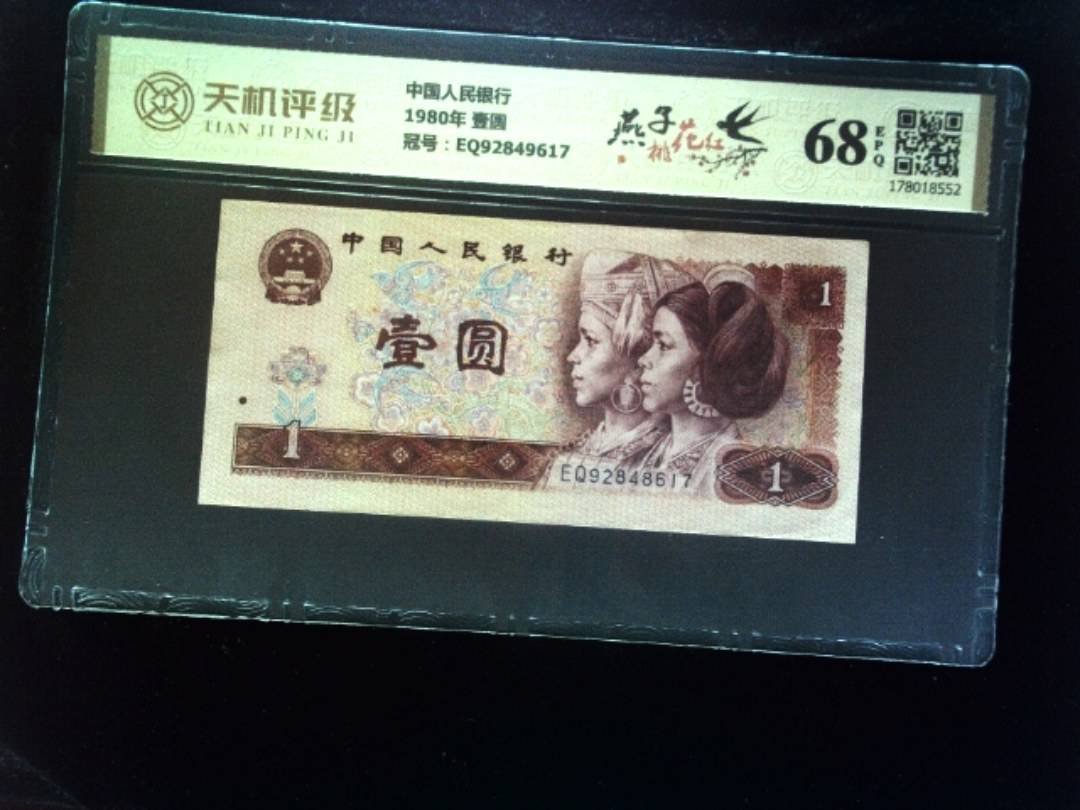 天机评级
TIAN JI PING JI
中国人民银行
1980年 壹圆
冠号：EQ92849617
燕子
桃花红
68
EPQ
178018552
中国人民银行
壹圆
1
1
EQ92848617
1